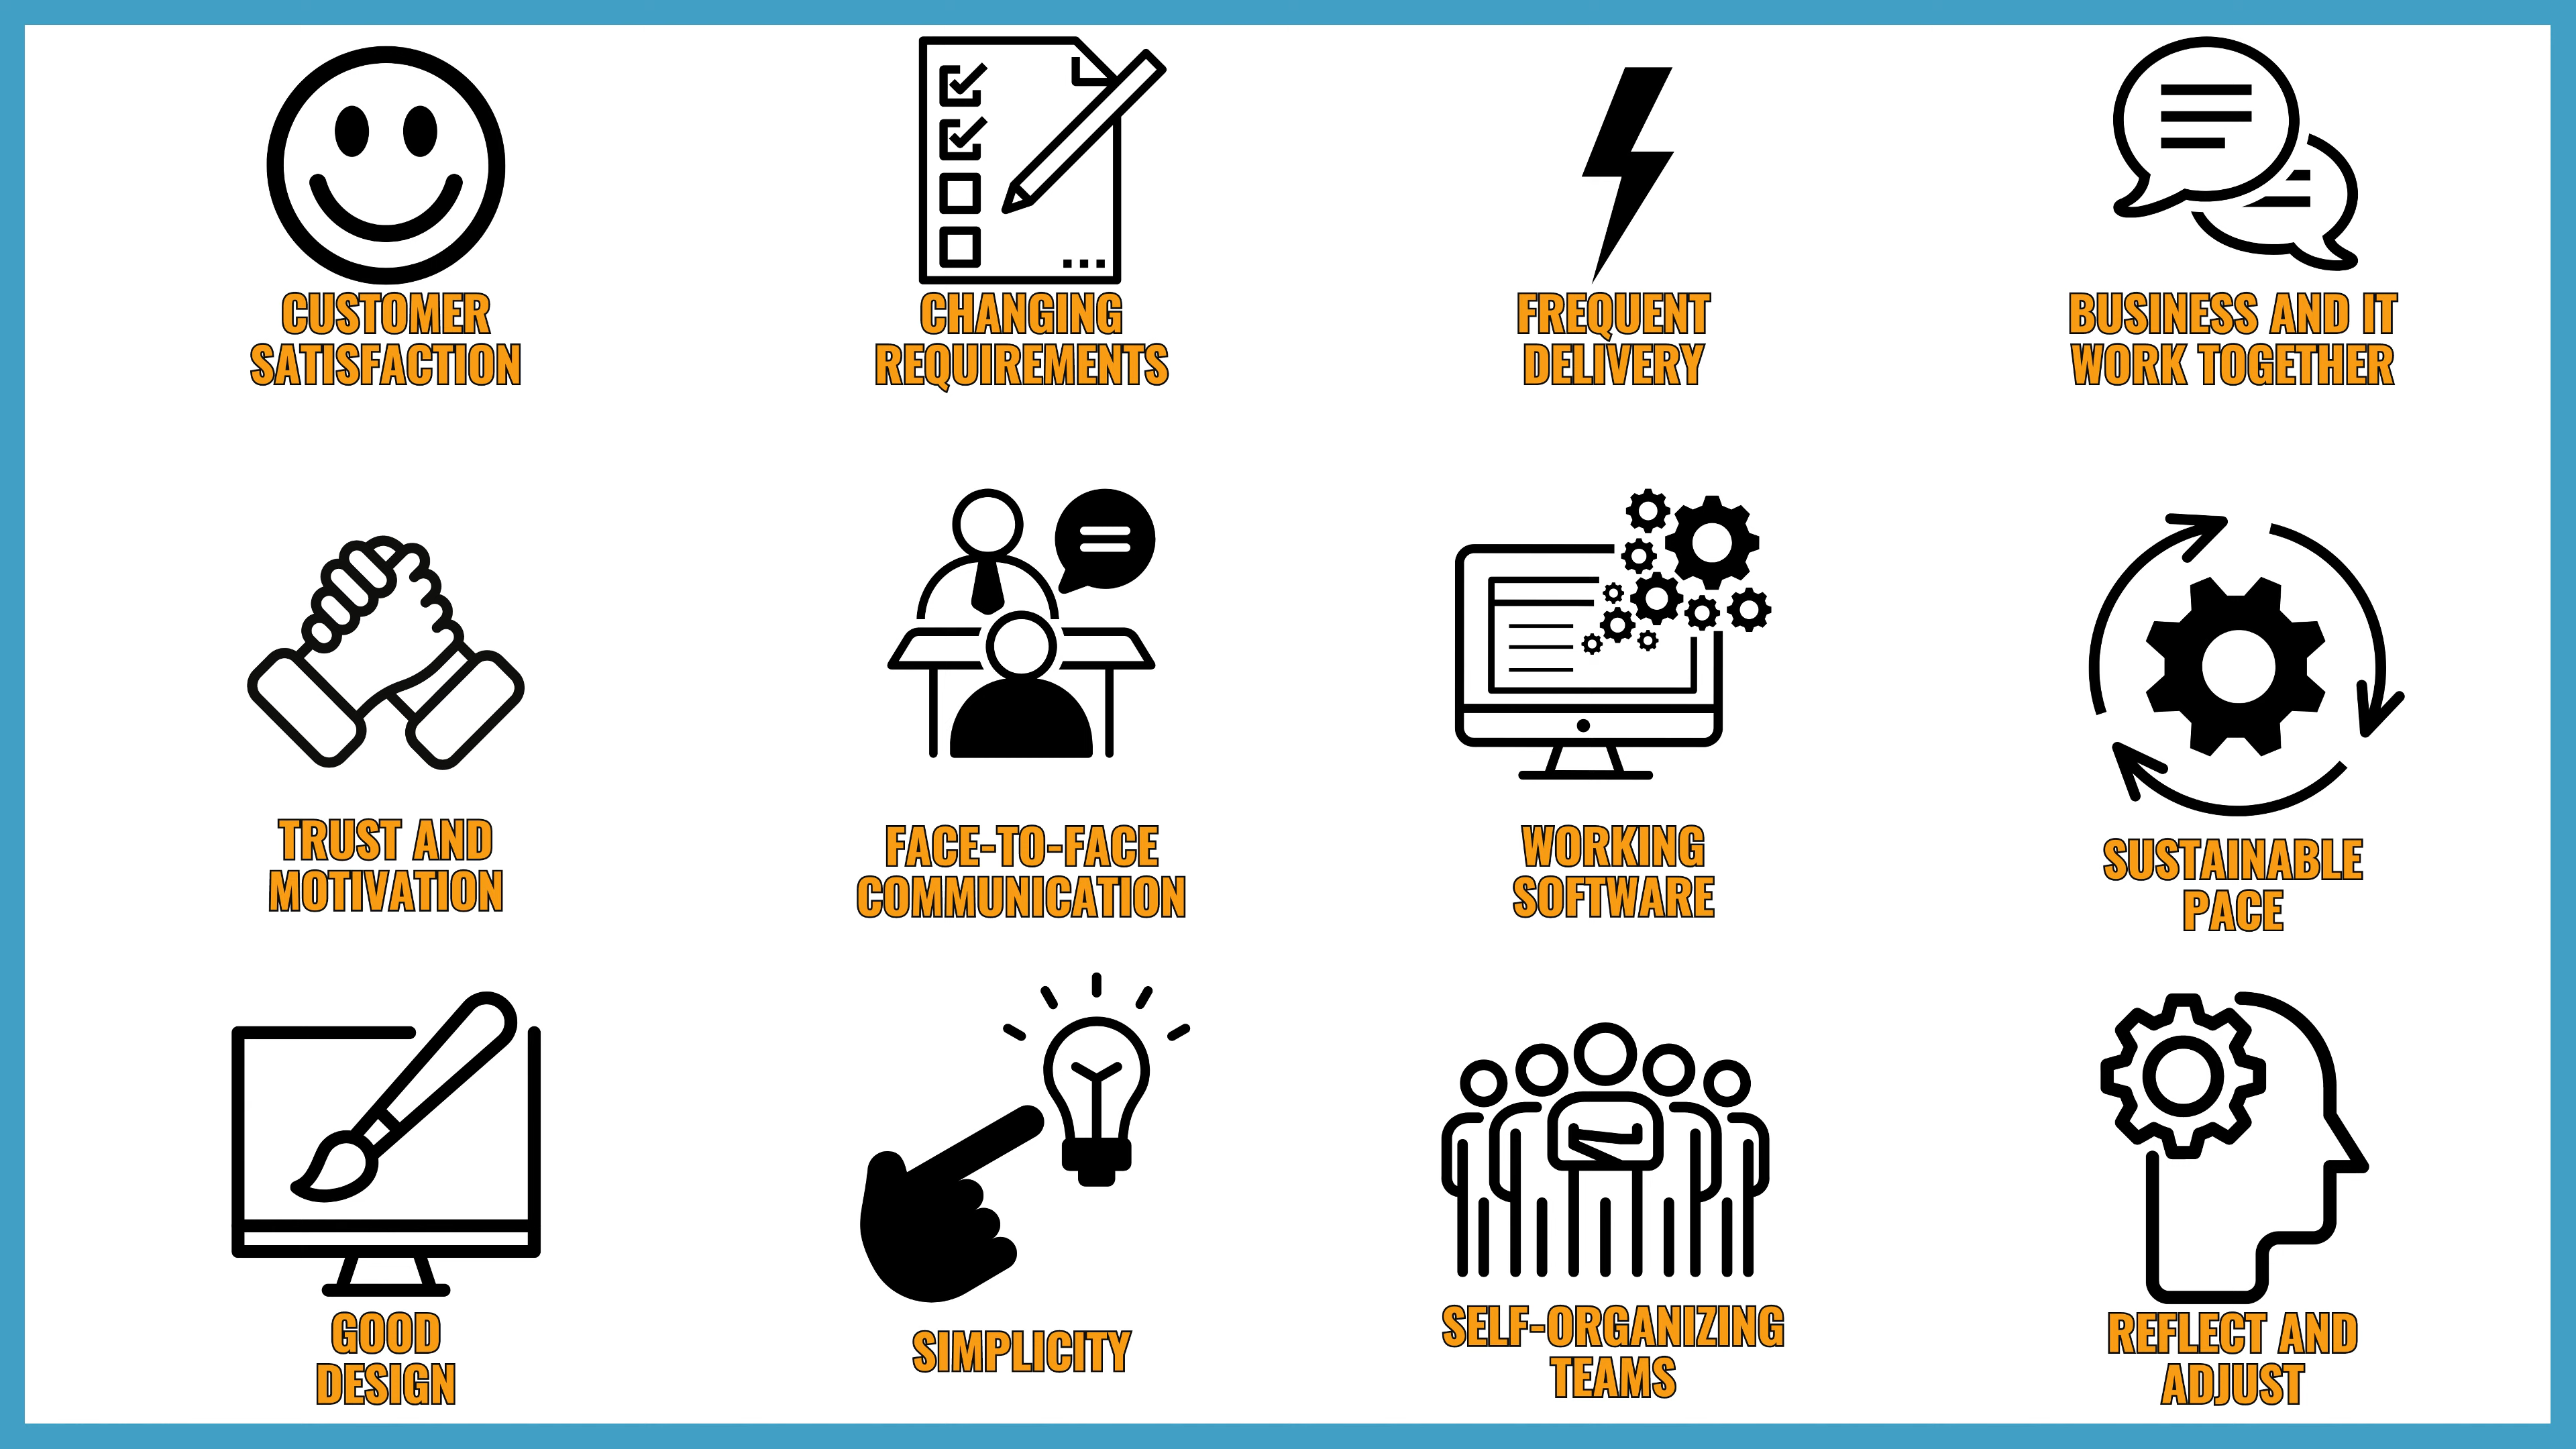 CUSTOMER
SATISFACTION
CHANGING
REQUIREMENTS
FREQUENT
DELIVERY
BUSINESS AND IT
WORK TOGETHER
TRUST AND
MOTIVATION
FACE-TO-FACE
COMMUNICATION
WORKING
SOFTWARE
SUSTAINABLE
PACE
GOOD
DESIGN
SIMPLICITY
SELF-ORGANIZING
TEAMS
REFLECT AND
ADJUST